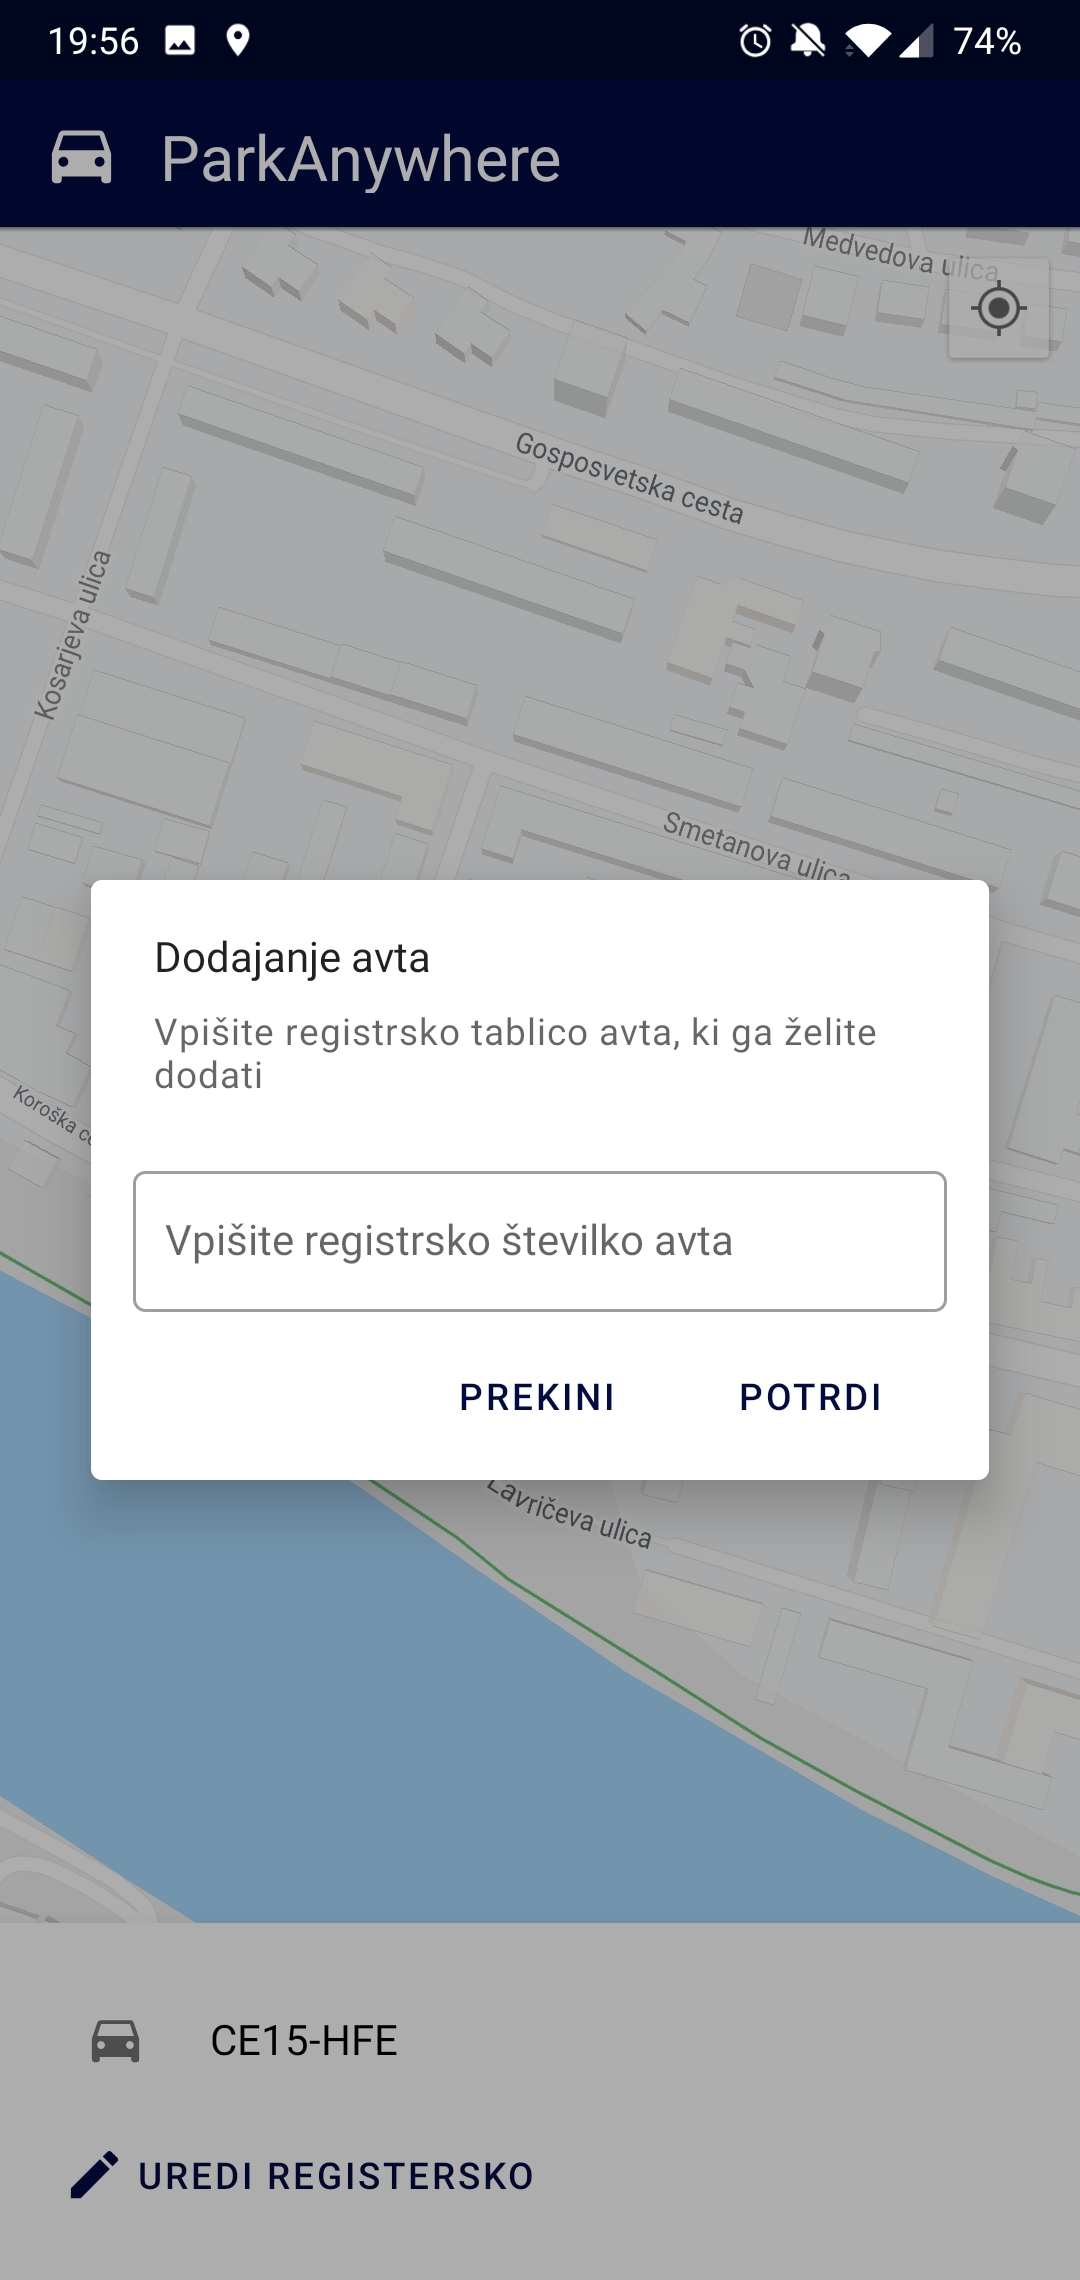 19:56
74%
ParkAnywhere
Medvedova ulica
Gosposvetska cesta
Kosarjeva ulica
Smetanova ulica
Dodajanje avta
Vpišite registrsko tablico avta, ki ga želite
dodati
Koroška
Vpišite registrsko številko avta
PREKINI
POTRDI
Lavričeva ulica
CE15-HFE
UREDI REGISTERSKO